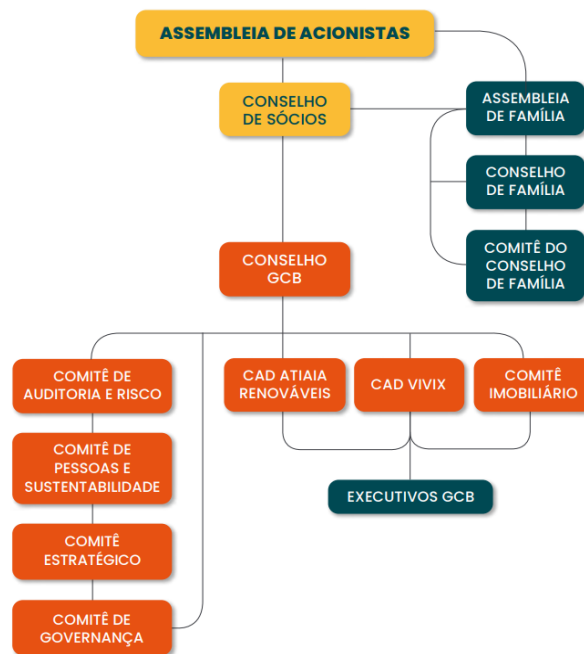 ASSEMBLEIA DE ACIONISTAS
CONSELHO
DE SÓCIOS
ASSEMBLEIA
DE FAMÍLIA
CONSELHO
DE FAMÍLIA
COMITÊ DO
CONSELHO
DE FAMÍLIA
CONSELHO
GCB
COMITÊ DE
AUDITORIA E RISCO
CAD ATIAIA
RENOVÁVEIS
CAD VIVIX
COMITÊ
IMOBILIÁRIO
COMITÊ DE
PESSOAS E
SUSTENTABILIDADE
EXECUTIVOS GCB
COMITÊ
ESTRATÉGICO
COMITÊ DE
GOVERNANÇA